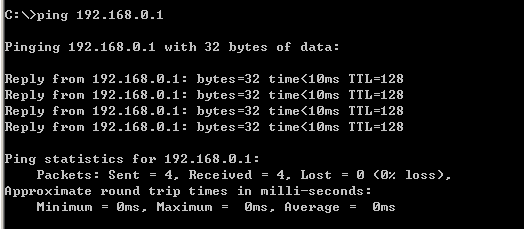 C:\>ping 192.168.0.1
Pinging 192.168.0.1 with 32 bytes of data:
Reply from 192.168.0.1: bytes=32 time<10ms TTL=128
Reply from 192.168.0.1: bytes=32 time<10ms TTL=128
Reply from 192.168.0.1: bytes=32 time<10ms TTL=128
Reply from 192.168.0.1: bytes=32 time<10ms TTL=128
Ping statistics for 192.168.0.1:
    Packets: Sent = 4, Received = 4, Lost = 0 (0% loss),
Approximate round trip times in milli-seconds:
    Minimum = 0ms, Maximum =  0ms, Average =  0ms